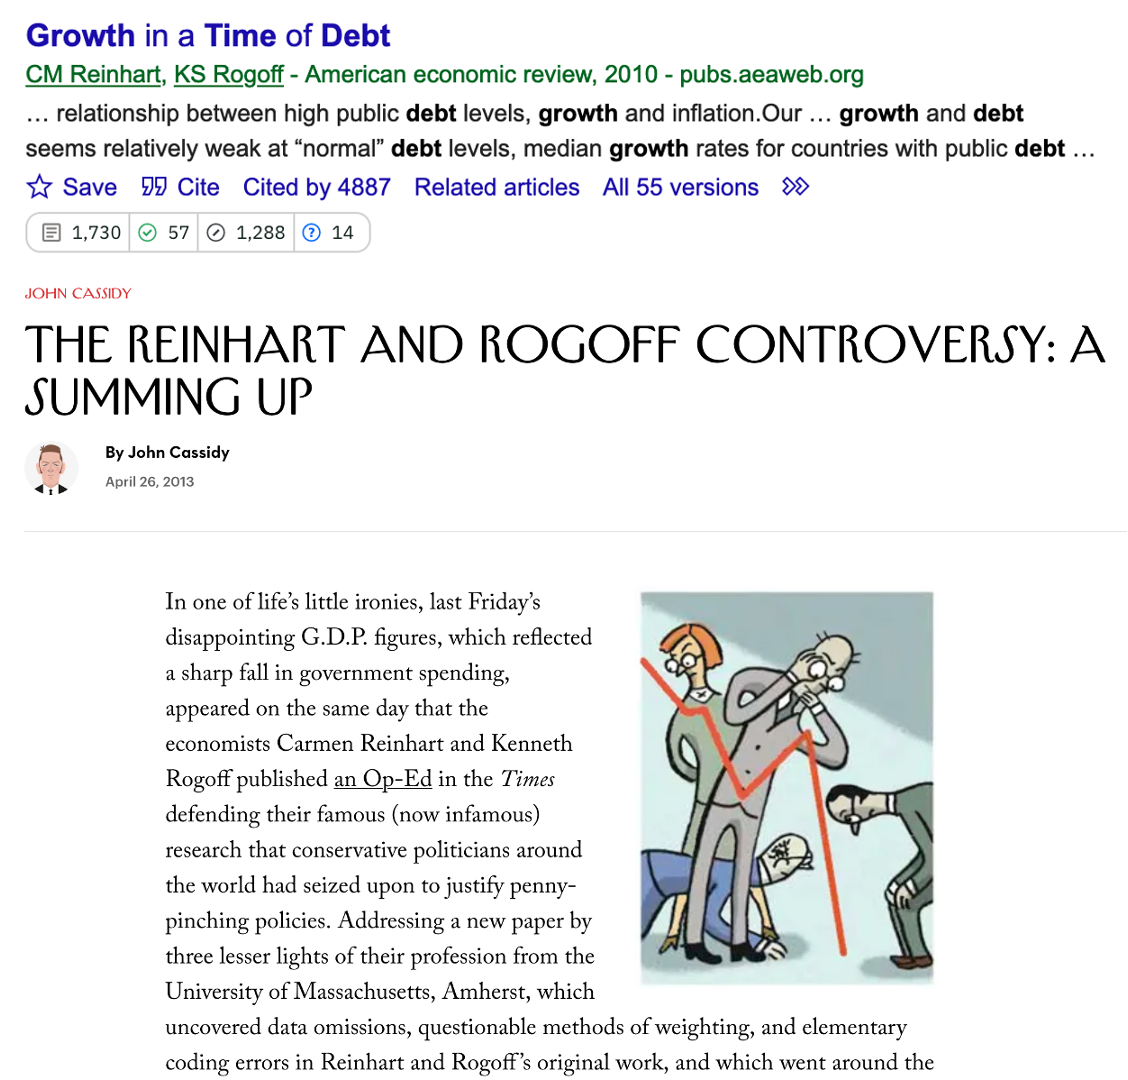 Growth in a Time of Debt
CM Reinhart, KS Rogoff - American economic review, 2010 - pubs.aeaweb.org
... relationship between high public debt levels, growth and inflation.Our ... growth and debt
seems relatively weak at “normal” debt levels, median growth rates for countries with public debt ...
Save Cite Cited by 4887 Related articles All 55 versions
1,730 57 1,288 14
JOHN CASSIDY
THE REINHART AND ROGOFF CONTROVERSY: A
SUMMING UP
By John Cassidy
April 26, 2013
In one of life’s little ironies, last Friday’s
disappointing G.D.P. figures, which reflected
a sharp fall in government spending,
appeared on the same day that the
economists Carmen Reinhart and Kenneth
Rogoff published an Op-Ed in the Times
defending their famous (now infamous)
research that conservative politicians around
the world had seized upon to justify penny-
pinching policies. Addressing a new paper by
three lesser lights of their profession from the
University of Massachusetts, Amherst, which
uncovered data omissions, questionable methods of weighting, and elementary
coding errors in Reinhart and Rogoff’s original work, and which went around the